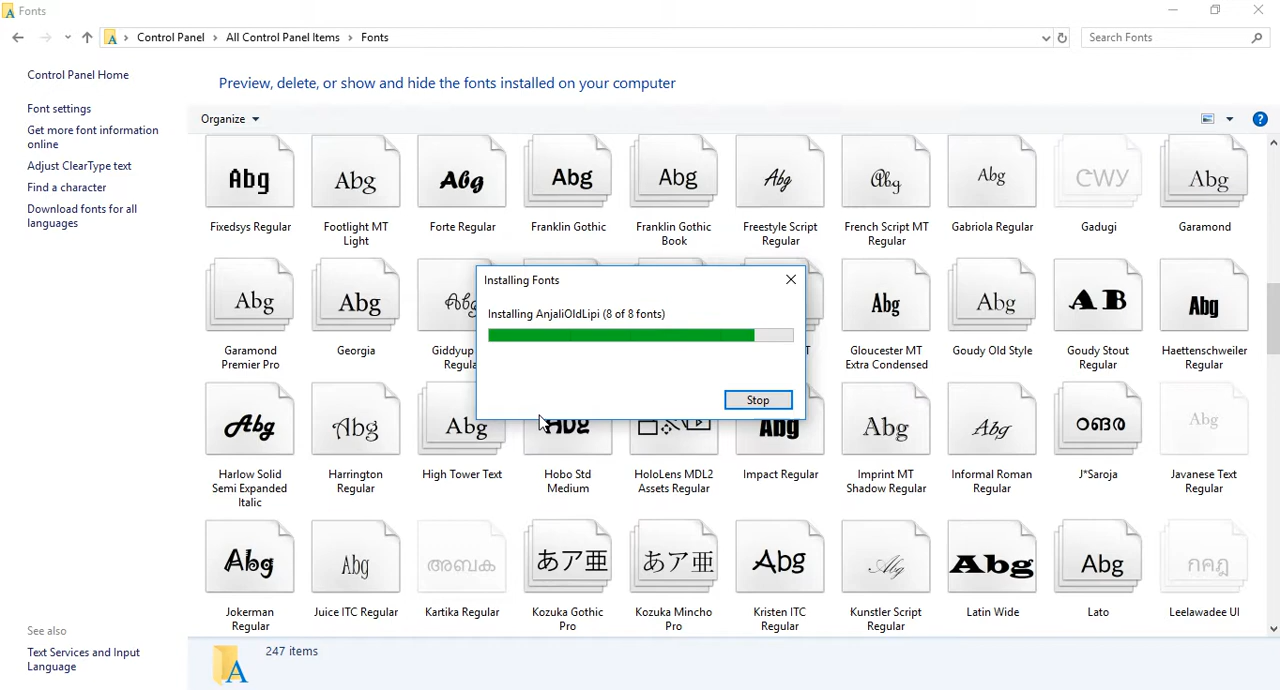 Fonts
Control Panel
All Control Panel Items
Fonts
Search Fonts
Control Panel Home
Font settings
Get more font information
online
Adjust ClearType text
Find a character
Download fonts for all
languages
See also
Text Services and Input
Language
Preview, delete, or show and hide the fonts installed on your computer
Organize
Abg Abg Abg Abg Abg Abg Abg Abg CWY Abg
Fixedsys Regular
Footlight MT
Light
Forte Regular
Franklin Gothic
Franklin Gothic
Book
Freestyle Script
Regular
French Script MT
Regular
Gabriola Regular
Gadugi
Garamond
Installing Fonts
Installing AnjaliOldLipi (8 of 8 fonts)
Stop
Abg Abg Abg Abg A B Abg
Garamond
Premier Pro
Georgia
Gloucester MT
Extra Condensed
Goudy Old Style
Goudy Stout
Regular
Haettenschweiler
Regular
Abg Abg Abg Abg Abg Abg Abg Abg
Harlow Solid
Semi Expanded
Italic
Harrington
Regular
High Tower Text
Hobo Std
Medium
HoloLens MDL2
Assets Regular
Impact Regular
Imprint MT
Shadow Regular
Informal Roman
Regular
J*Saroja
Javanese Text
Regular
Abg Abg അബക あア亜 あア亜 Abg Abg Abg Abg กคฎ
Jokerman
Regular
Juice ITC Regular
Kartika Regular
Kozuka Gothic
Pro
Kozuka Mincho
Pro
Kristen ITC
Regular
Kunstler Script
Regular
Latin Wide
Lato
Leelawadee UI
247 items